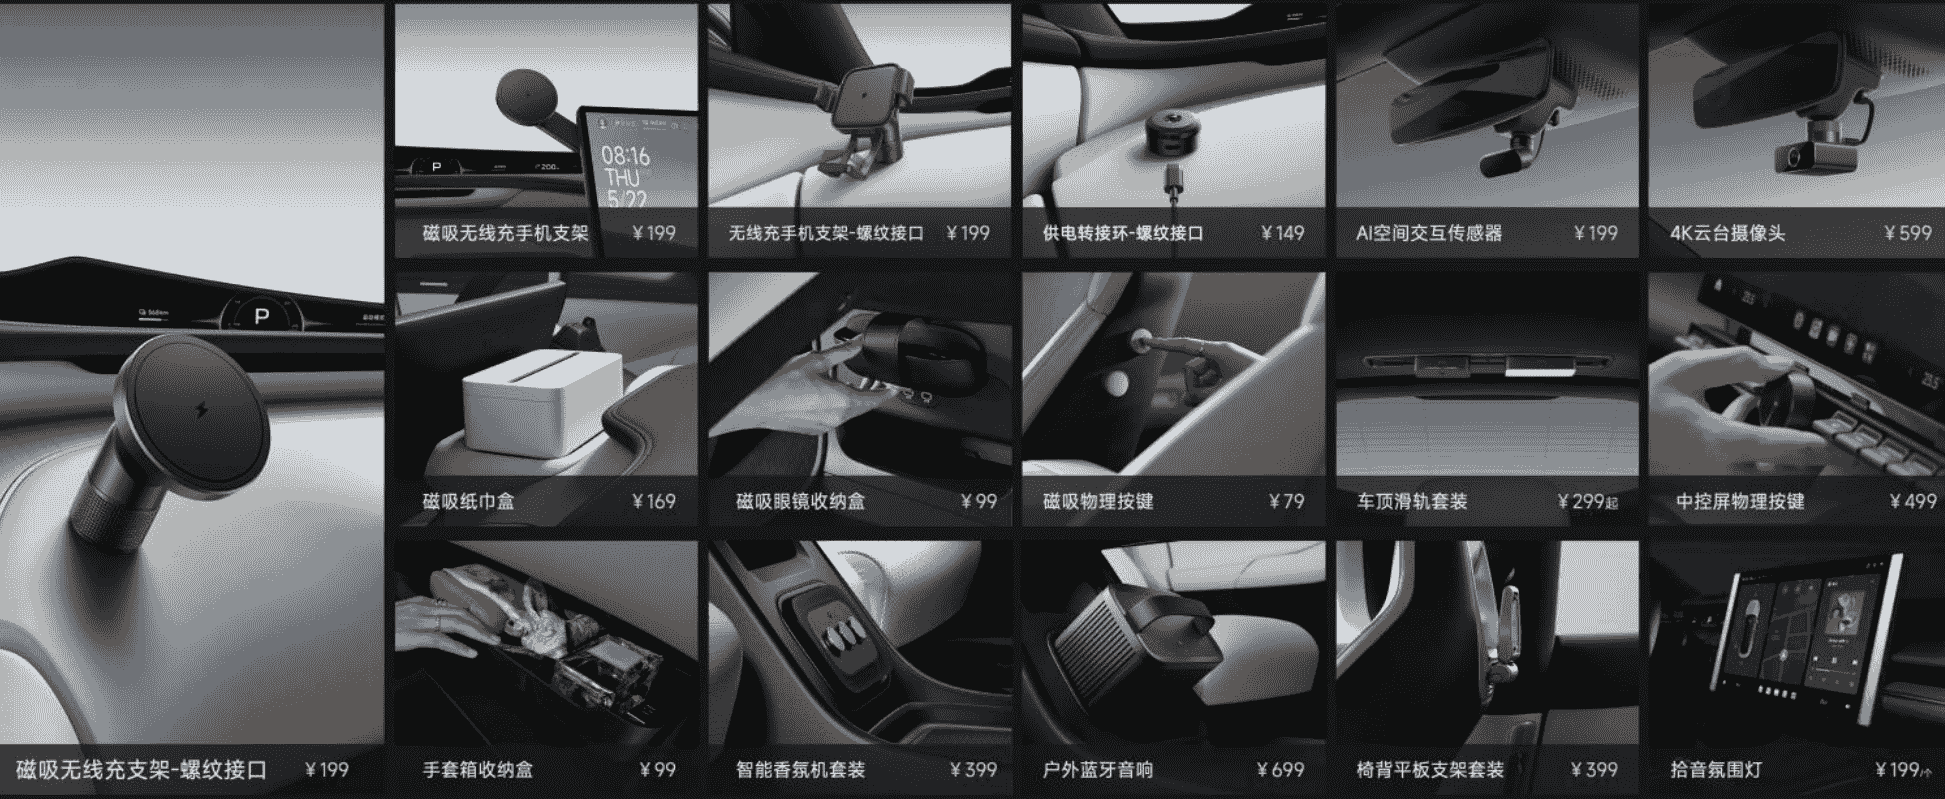 P
磁吸无线充支架-螺纹接口 ￥199
P
08:16
THU
5/22
磁吸无线充手机支架 ￥199
无线充手机支架-螺纹接口 ￥199
供电转接环-螺纹接口 ￥149
AI空间交互传感器 ￥199
4K云台摄像头 ￥599
磁吸纸巾盒 ￥169
磁吸眼镜收纳盒 ￥99
磁吸物理按键 ￥79
车顶滑轨套装 ￥299起
中控屏物理按键 ￥499
手套箱收纳盒 ￥99
智能香氛机套装 ￥399
户外蓝牙音响 ￥699
椅背平板支架套装 ￥399
拾音氛围灯 ￥199/个